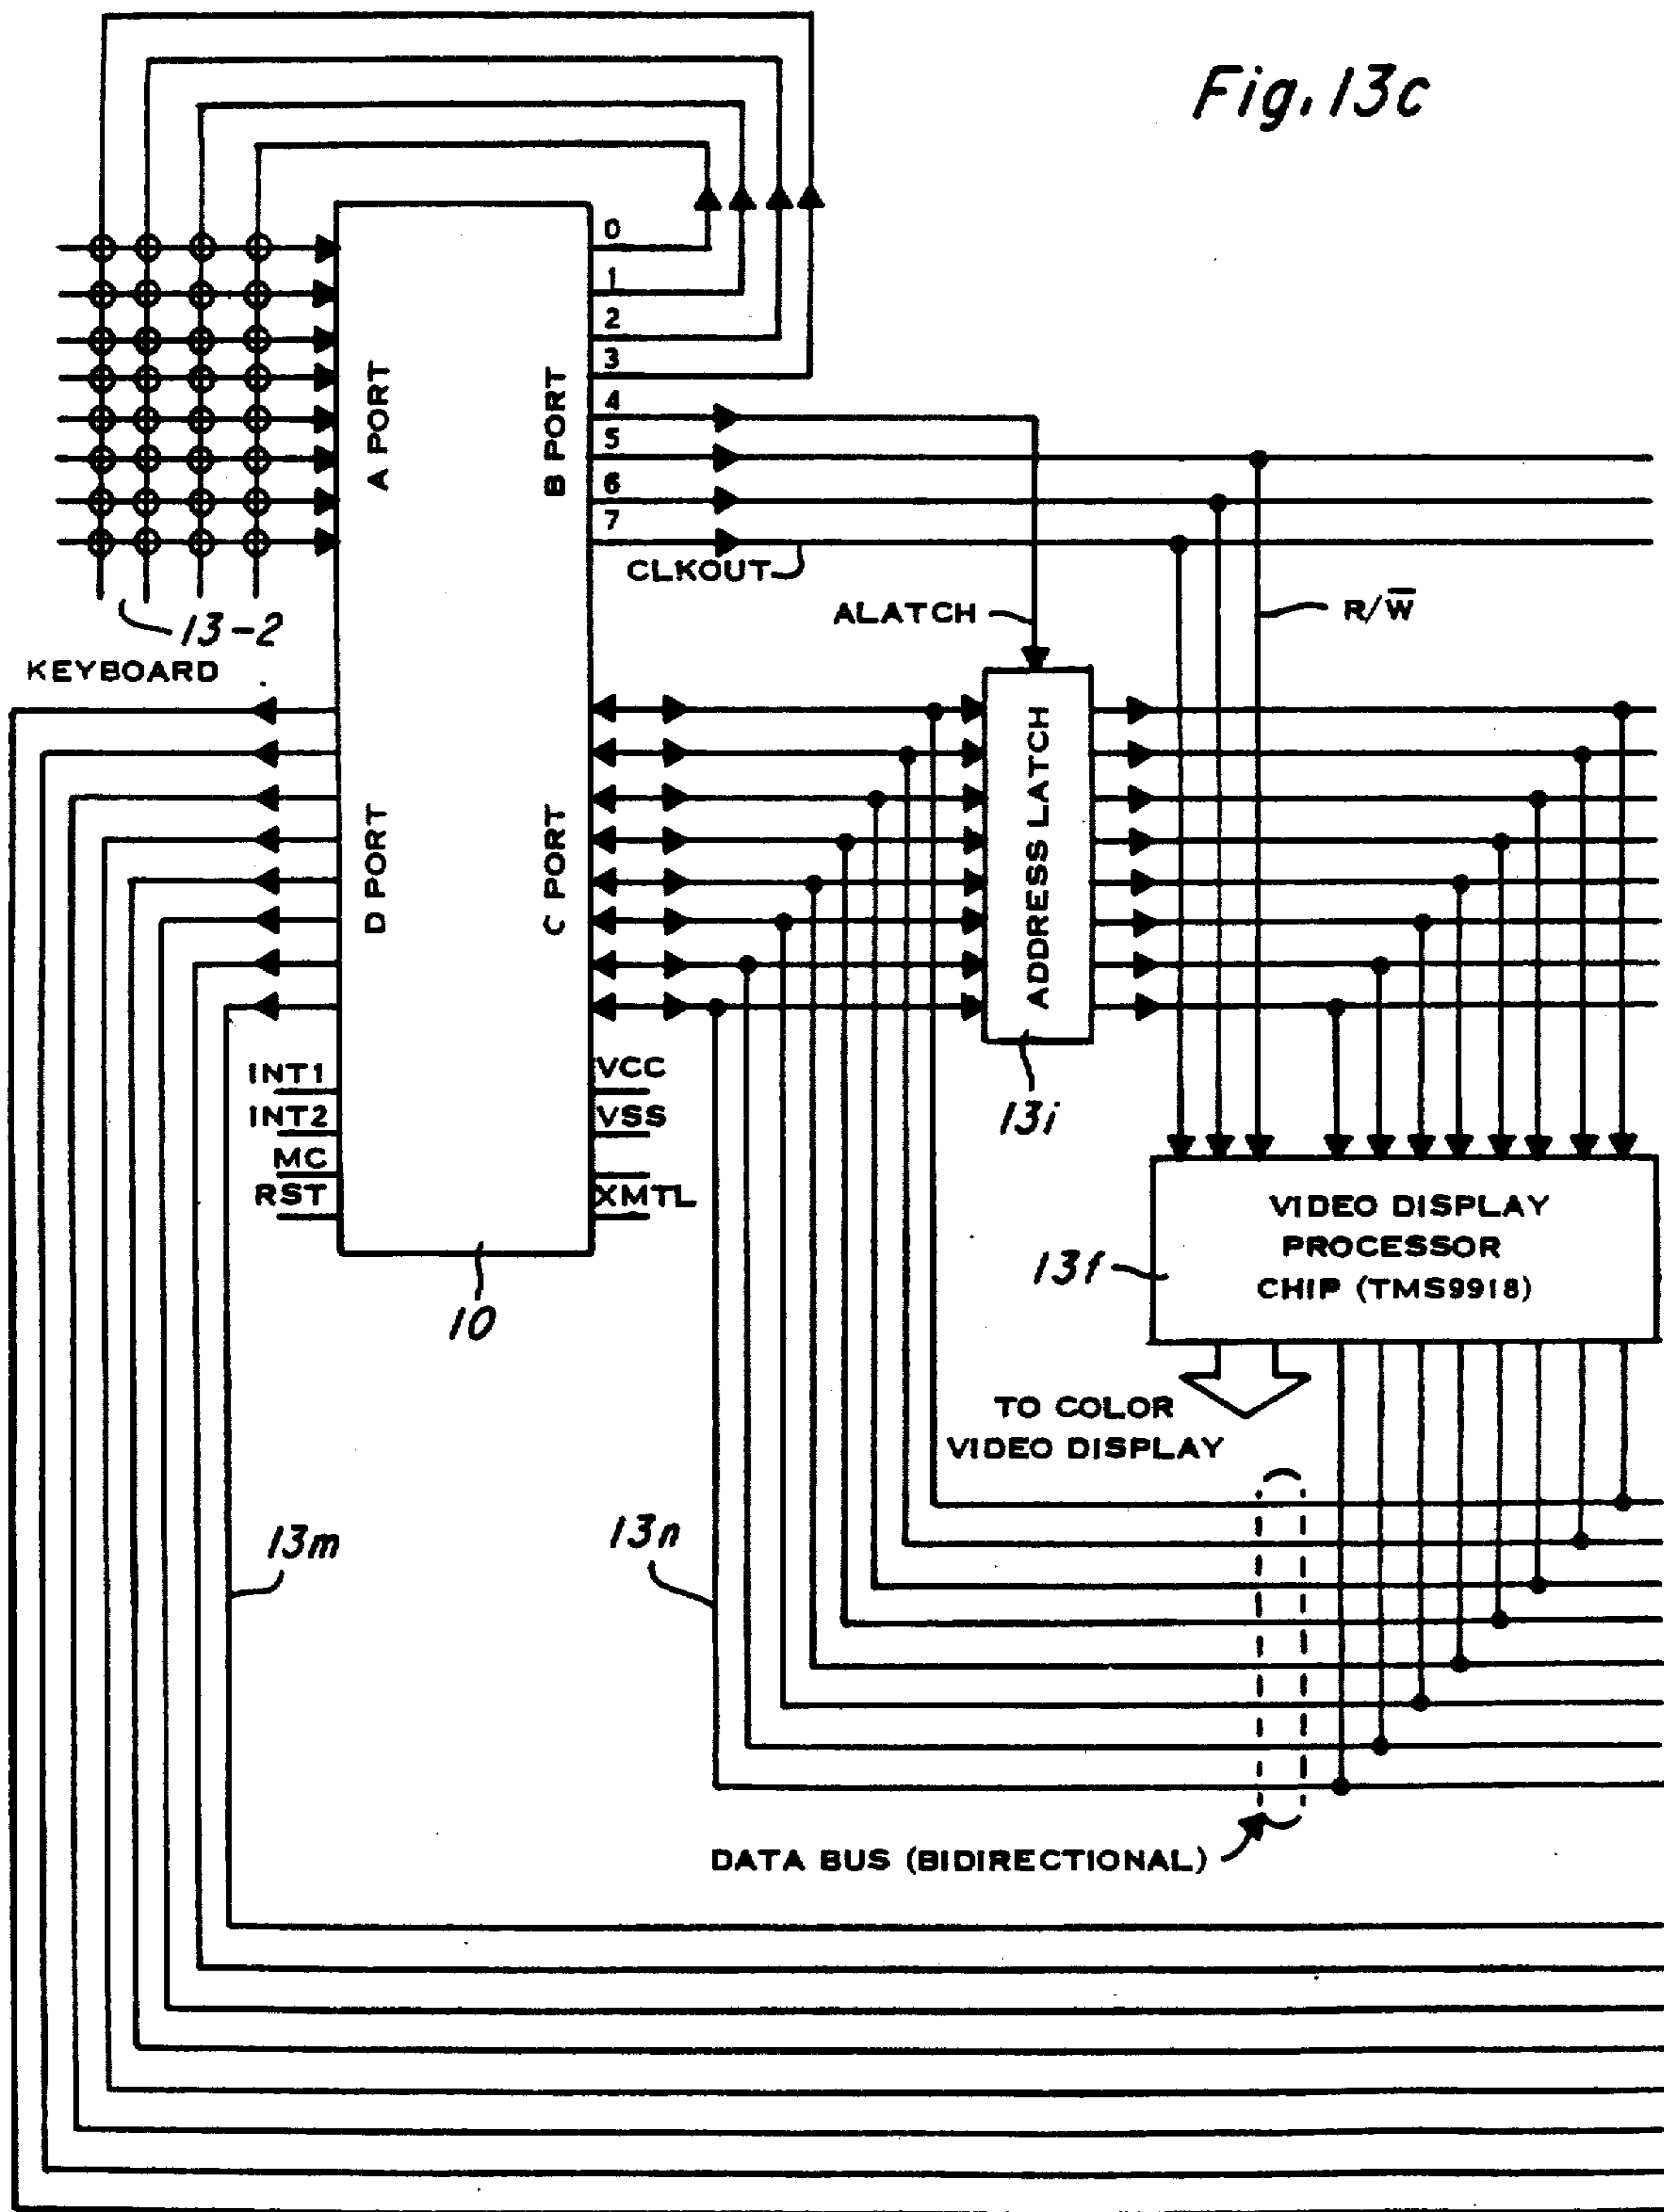 Fig. 13c
0
1
2
3
4
5
6
7
A PORT
B PORT
CLKOUT
ALATCH
R/W̅
13-2
KEYBOARD
D PORT
C PORT
ADDRESS LATCH
13i
INT1
INT2
MC
RST
VCC
VSS
XMTL
10
VIDEO DISPLAY
PROCESSOR
CHIP (TMS9918)
13f
TO COLOR
VIDEO DISPLAY
13m
13n
DATA BUS (BIDIRECTIONAL)